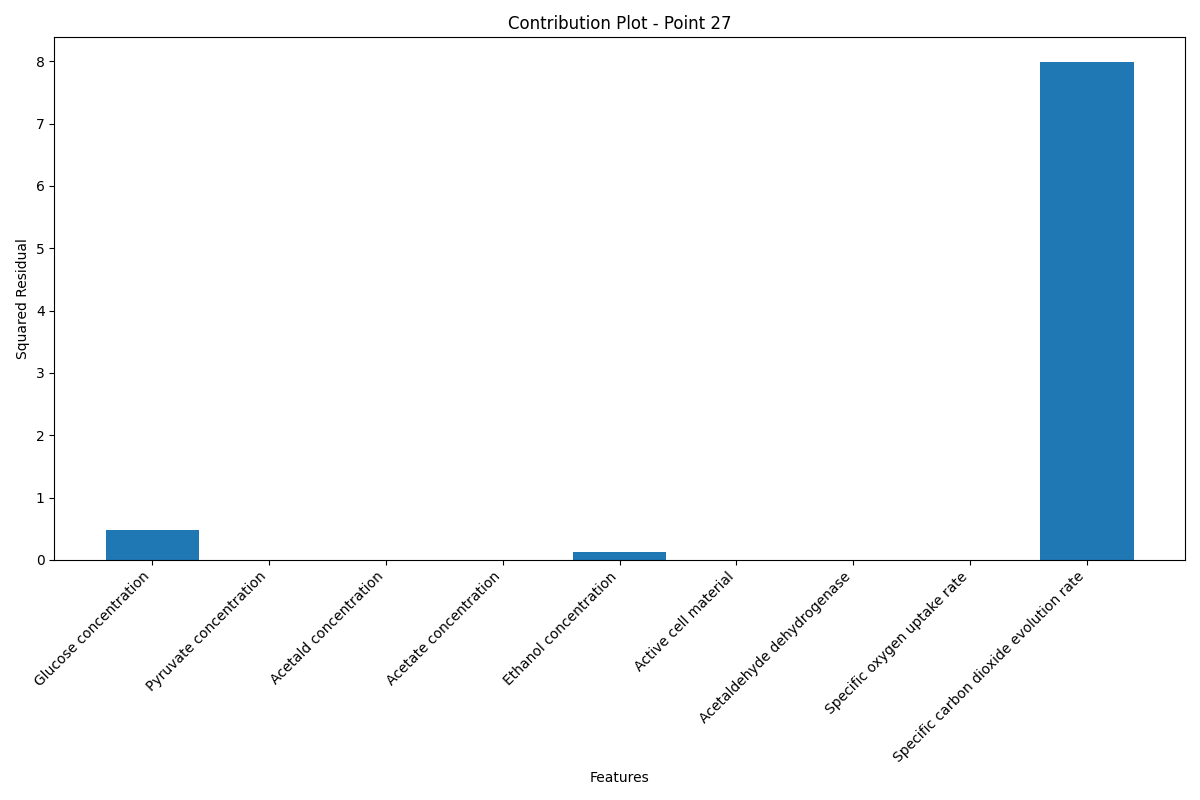 Contribution Plot - Point 27
Squared Residual
8
7
6
5
4
3
2
1
0
Glucose concentration
Pyruvate concentration
Acetald concentration
Acetate concentration
Ethanol concentration
Active cell material
Acetaldehyde dehydrogenase
Specific oxygen uptake rate
Specific carbon dioxide evolution rate
Features